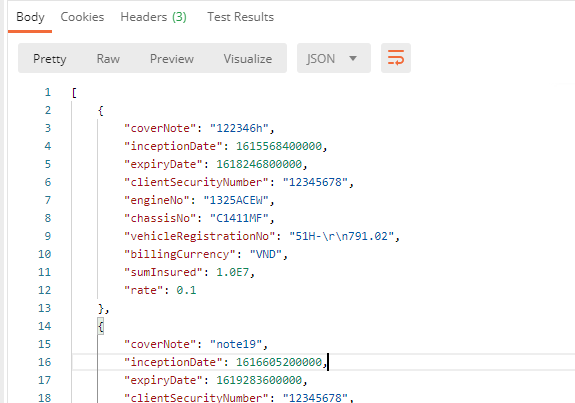 Body Cookies Headers (3) Test Results
Pretty Raw Preview Visualize JSON
1 [
2 {
3 "coverNote": "122346h",
4 "inceptionDate": 1615568400000,
5 "expiryDate": 1618246800000,
6 "clientSecurityNumber": "12345678",
7 "engineNo": "1325ACEW",
8 "chassisNo": "C1411MF",
9 "vehicleRegistrationNo": "51H-\r\n791.02",
10 "billingCurrency": "VND",
11 "sumInsured": 1.0E7,
12 "rate": 0.1
13 },
14 {
15 "coverNote": "note19",
16 "inceptionDate": 1616605200000,
17 "expiryDate": 1619283600000,
18 "clientSecurityNumber": "12345678",